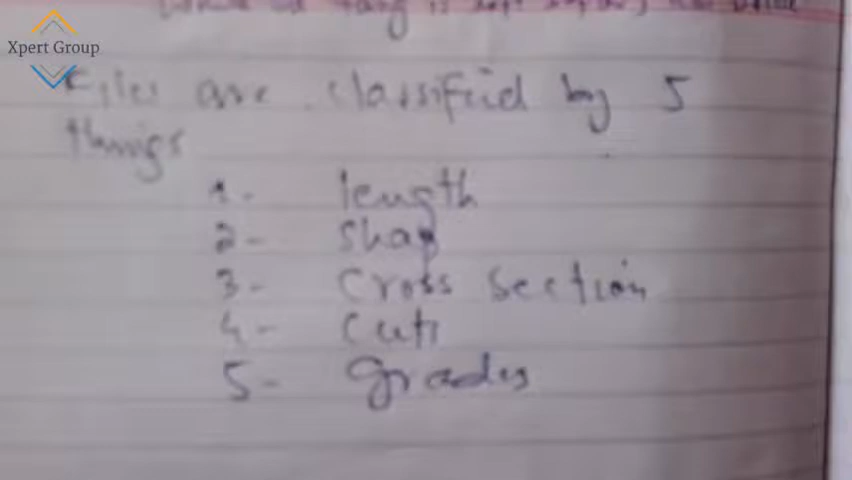 Xpert Group
Files are classified by 5
things
1- length
2- shap
3- Cross section
4- Cuts
5- grades